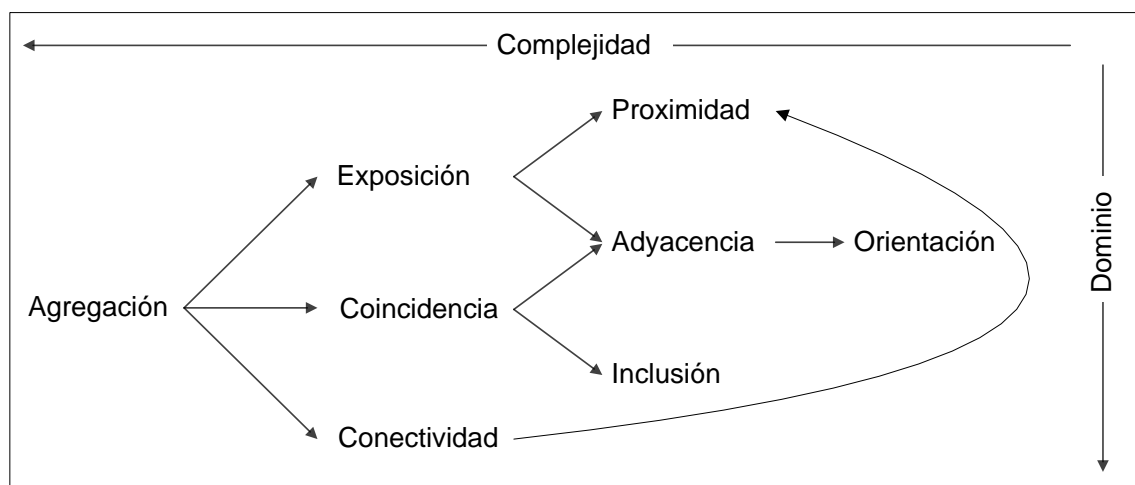 Complejidad
Proximidad
Exposición
Dominio
Adyacencia
Orientación
Agregación
Coincidencia
Inclusión
Conectividad